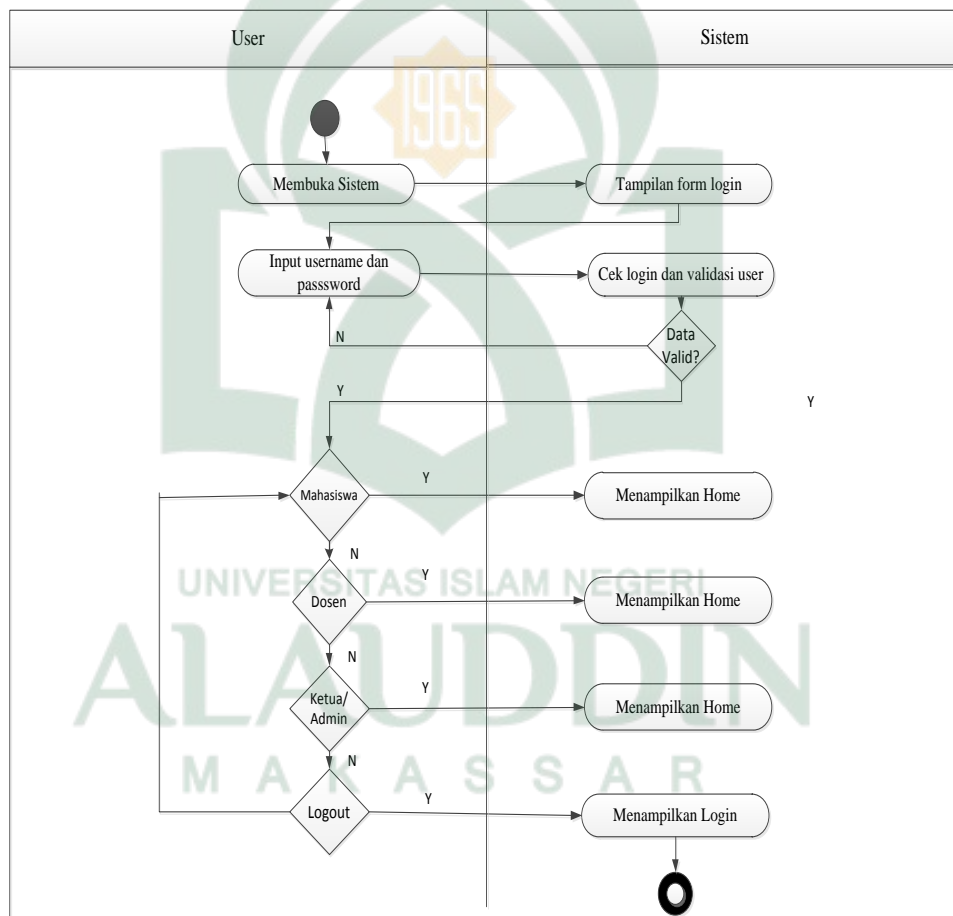 User
Sistem
1965
Membuka Sistem
Tampilan form login
Input username dan
passsword
Cek login dan validasi user
Data
Valid?
N
Y
Y
Mahasiswa
Y
Menampilkan Home
N
UNIVERSITAS ISLAM NEGERI
Dosen
Y
Menampilkan Home
N
ALAUDDIN
Ketua/
Admin
Y
Menampilkan Home
N
MAKASSAR
Logout
Y
Menampilkan Login